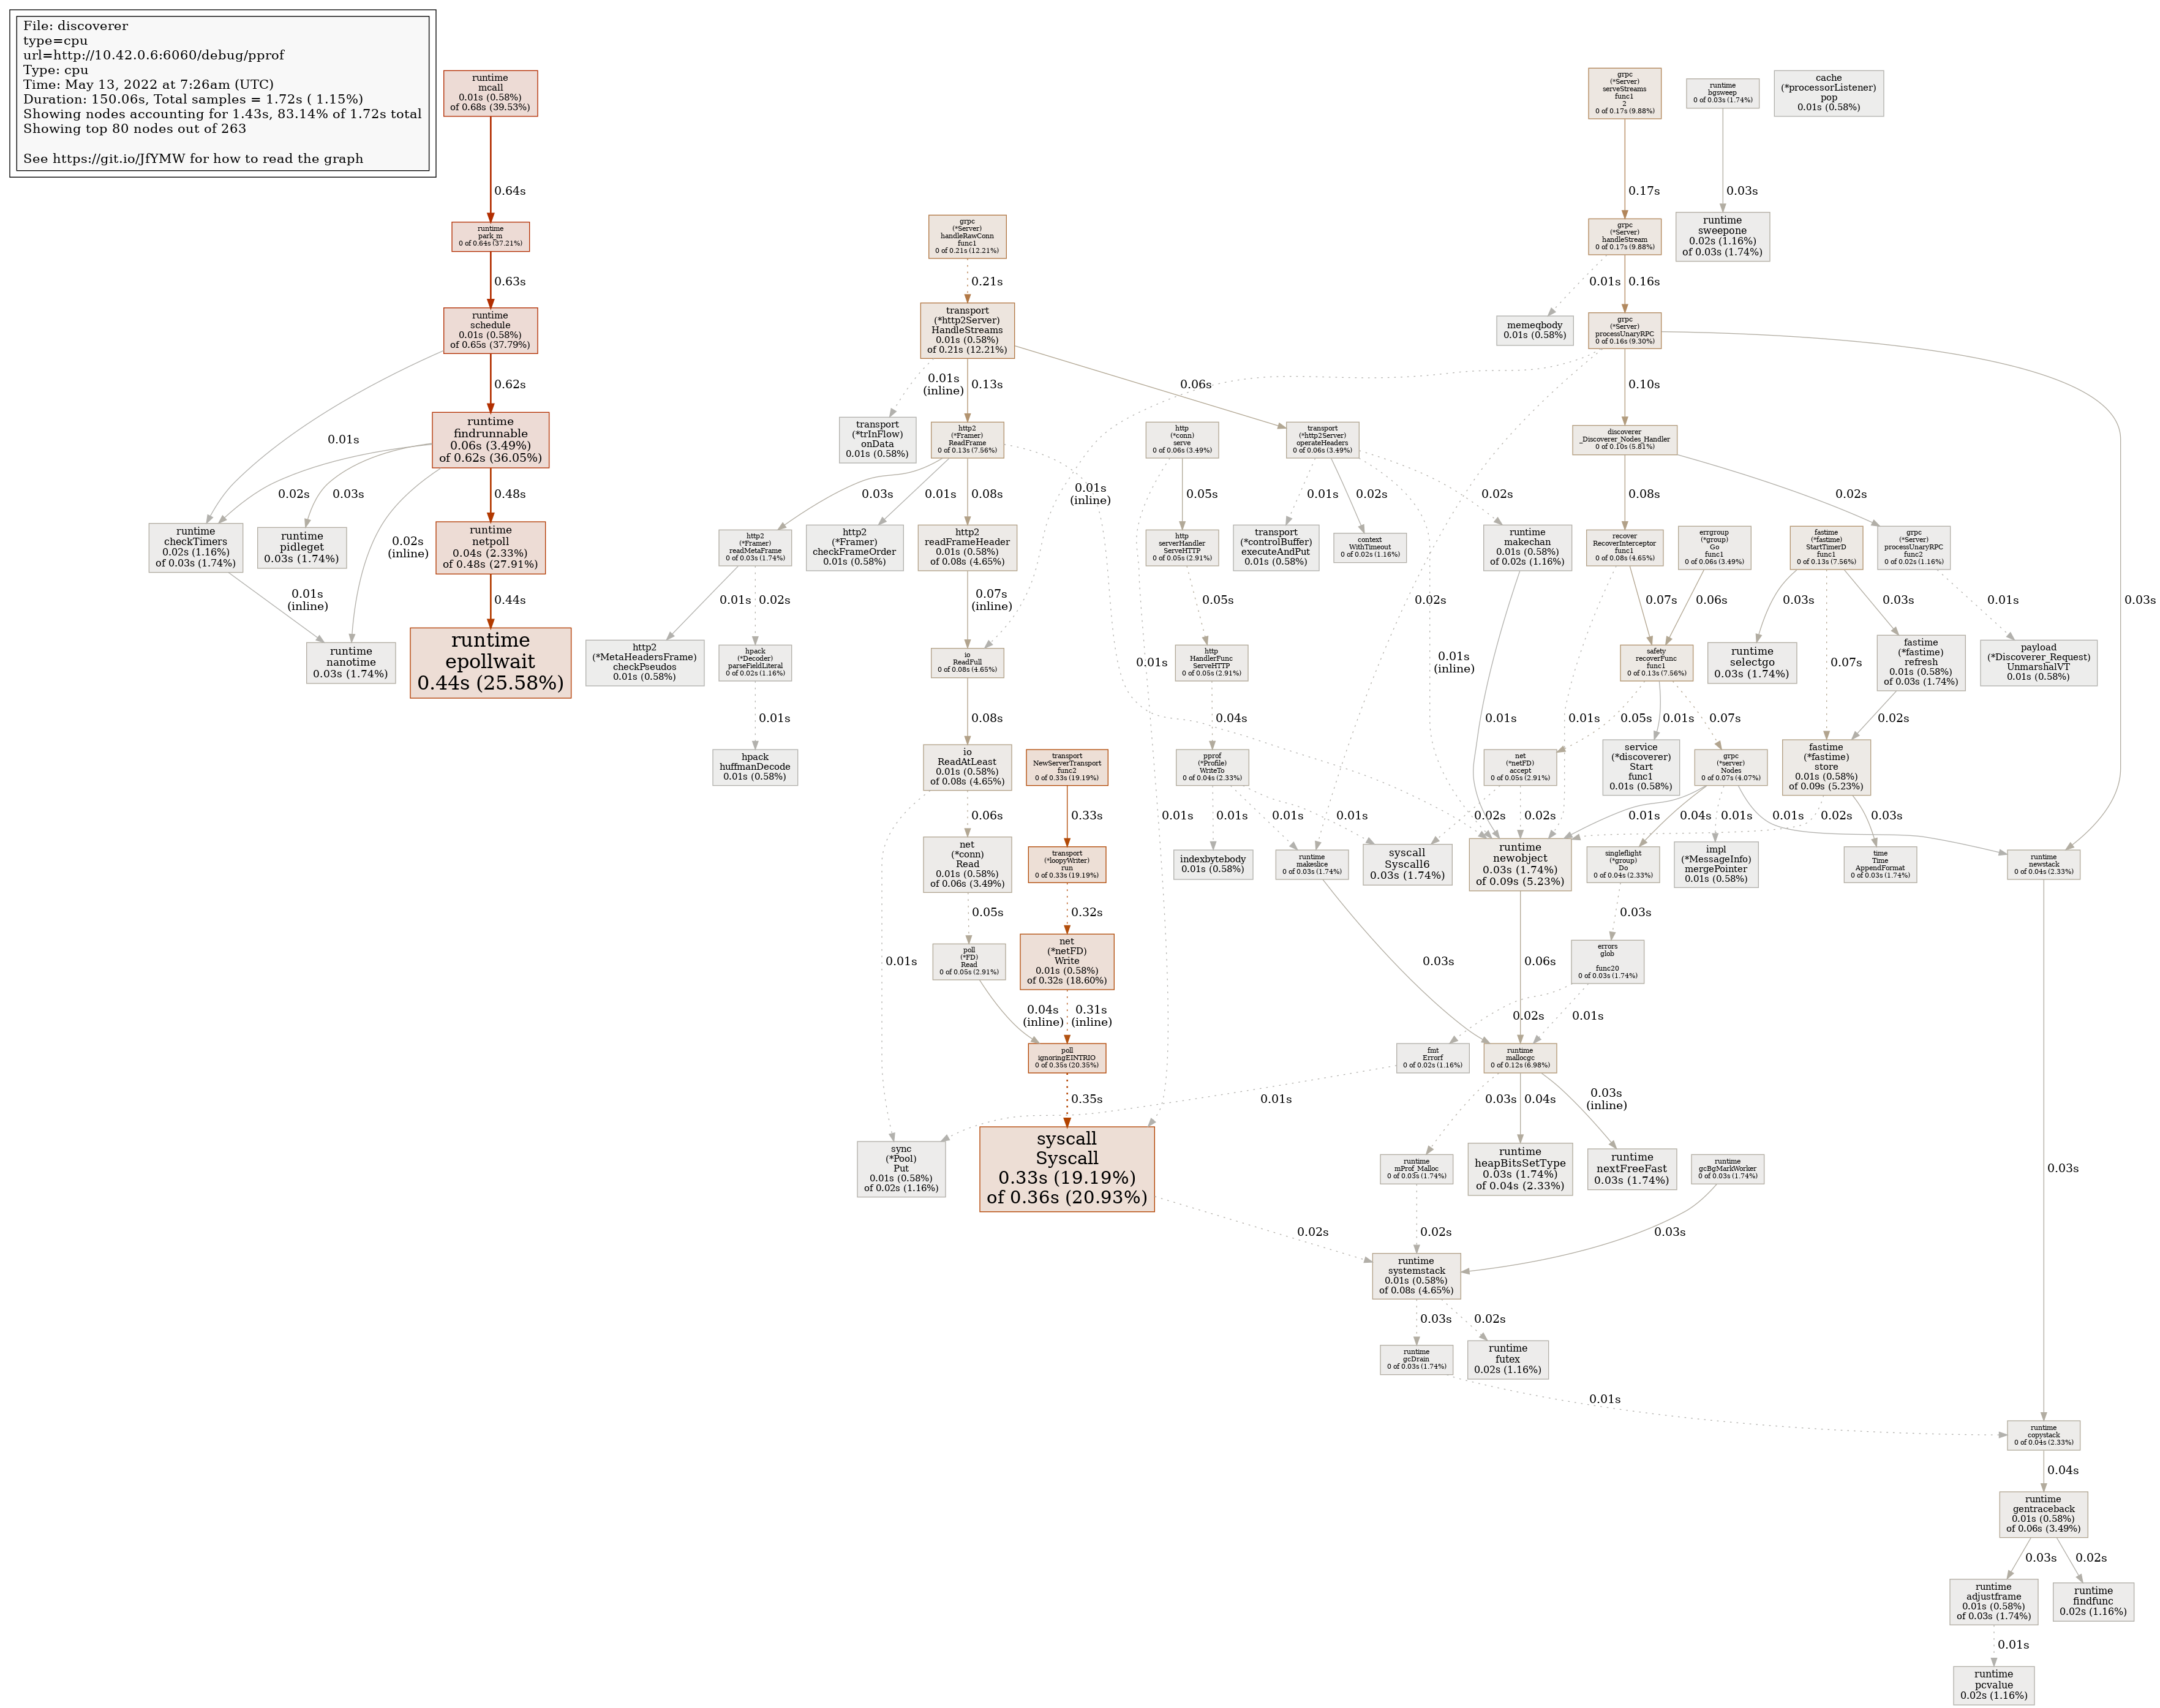 File: discoverer
type=cpu
url=http://10.42.0.6:6060/debug/pprof
Type: cpu
Time: May 13, 2022 at 7:26am (UTC)
Duration: 150.06s, Total samples = 1.72s ( 1.15%)
Showing nodes accounting for 1.43s, 83.14% of 1.72s total
Showing top 80 nodes out of 263
See https://git.io/JfYMW for how to read the graph
runtime
mcall
0.01s (0.58%)
of 0.68s (39.53%)
0.64s
runtime
park_m
0 of 0.64s (37.21%)
0.63s
runtime
schedule
0.01s (0.58%)
of 0.65s (37.79%)
0.62s
0.01s
runtime
findrunnable
0.06s (3.49%)
of 0.62s (36.05%)
0.02s
0.03s
0.48s
0.02s
(inline)
runtime
checkTimers
0.02s (1.16%)
of 0.03s (1.74%)
runtime
pidleget
0.03s (1.74%)
runtime
netpoll
0.04s (2.33%)
of 0.48s (27.91%)
0.01s
(inline)
0.44s
runtime
nanotime
0.03s (1.74%)
runtime
epollwait
0.44s (25.58%)
grpc
(*Server)
handleRawConn
func1
0 of 0.21s (12.21%)
0.21s
transport
(*http2Server)
HandleStreams
0.01s (0.58%)
of 0.21s (12.21%)
0.01s
(inline)
0.13s
0.06s
transport
(*trInFlow)
onData
0.01s (0.58%)
http2
(*Framer)
ReadFrame
0 of 0.13s (7.56%)
http
(*conn)
serve
0 of 0.06s (3.49%)
transport
(*http2Server)
operateHeaders
0 of 0.06s (3.49%)
0.03s
0.01s
0.08s
0.01s
(inline)
0.05s
0.01s
0.02s
0.02s
http2
(*Framer)
readMetaFrame
0 of 0.03s (1.74%)
http2
(*Framer)
checkFrameOrder
0.01s (0.58%)
http2
readFrameHeader
0.01s (0.58%)
of 0.08s (4.65%)
http
serverHandler
ServeHTTP
0 of 0.05s (2.91%)
transport
(*controlBuffer)
executeAndPut
0.01s (0.58%)
context
WithTimeout
0 of 0.02s (1.16%)
runtime
makechan
0.01s (0.58%)
of 0.02s (1.16%)
0.01s
0.02s
0.07s
(inline)
0.05s
0.02s
http2
(*MetaHeadersFrame)
checkPseudos
0.01s (0.58%)
hpack
(*Decoder)
parseFieldLiteral
0 of 0.02s (1.16%)
io
ReadFull
0 of 0.08s (4.65%)
0.01s
http
HandlerFunc
ServeHTTP
0 of 0.05s (2.91%)
0.01s
(inline)
0.01s
0.08s
0.04s
0.01s
hpack
huffmanDecode
0.01s (0.58%)
io
ReadAtLeast
0.01s (0.58%)
of 0.08s (4.65%)
transport
NewServerTransport
func2
0 of 0.33s (19.19%)
pprof
(*Profile)
WriteTo
0 of 0.04s (2.33%)
0.06s
0.33s
0.01s
0.01s
0.01s
0.01s
net
(*conn)
Read
0.01s (0.58%)
of 0.06s (3.49%)
transport
(*loopyWriter)
run
0 of 0.33s (19.19%)
indexbytebody
0.01s (0.58%)
runtime
makeslice
0 of 0.03s (1.74%)
syscall
Syscall6
0.03s (1.74%)
0.05s
0.32s
0.01s
poll
(*FD)
Read
0 of 0.05s (2.91%)
net
(*netFD)
Write
0.01s (0.58%)
of 0.32s (18.60%)
0.03s
0.04s
(inline)
0.31s
(inline)
poll
ignoringEINTRIO
0 of 0.35s (20.35%)
0.35s
0.01s
sync
(*Pool)
Put
0.01s (0.58%)
of 0.02s (1.16%)
syscall
Syscall
0.33s (19.19%)
of 0.36s (20.93%)
0.02s
grpc
(*Server)
serveStreams
func1
2
0 of 0.17s (9.88%)
runtime
bgsweep
0 of 0.03s (1.74%)
cache
(*processorListener)
pop
0.01s (0.58%)
0.17s
0.03s
grpc
(*Server)
handleStream
0 of 0.17s (9.88%)
runtime
sweepone
0.02s (1.16%)
of 0.03s (1.74%)
0.01s
0.16s
memeqbody
0.01s (0.58%)
grpc
(*Server)
processUnaryRPC
0 of 0.16s (9.30%)
0.10s
discoverer
_Discoverer_Nodes_Handler
0 of 0.10s (5.81%)
0.08s
0.02s
0.03s
recover
RecoverInterceptor
func1
0 of 0.08s (4.65%)
errgroup
(*group)
Go
func1
0 of 0.06s (3.49%)
fastime
(*fastime)
StartTimerD
func1
0 of 0.13s (7.56%)
grpc
(*Server)
processUnaryRPC
func2
0 of 0.02s (1.16%)
0.07s
0.06s
0.03s
0.03s
0.01s
safety
recoverFunc
func1
0 of 0.13s (7.56%)
runtime
selectgo
0.03s (1.74%)
0.07s
fastime
(*fastime)
refresh
0.01s (0.58%)
of 0.03s (1.74%)
payload
(*Discoverer_Request)
UnmarshalVT
0.01s (0.58%)
0.01s
0.05s
0.01s
0.07s
0.02s
net
(*netFD)
accept
0 of 0.05s (2.91%)
service
(*discoverer)
Start
func1
0.01s (0.58%)
grpc
(*server)
Nodes
0 of 0.07s (4.07%)
fastime
(*fastime)
store
0.01s (0.58%)
of 0.09s (5.23%)
0.02s
0.02s
0.01s
0.04s
0.01s
0.01s
0.02s
0.03s
runtime
newobject
0.03s (1.74%)
of 0.09s (5.23%)
singleflight
(*group)
Do
0 of 0.04s (2.33%)
impl
(*MessageInfo)
mergePointer
0.01s (0.58%)
time
Time
AppendFormat
0 of 0.03s (1.74%)
runtime
newstack
0 of 0.04s (2.33%)
0.03s
0.06s
errors
glob
func20
0 of 0.03s (1.74%)
0.02s
0.01s
fmt
Errorf
0 of 0.02s (1.16%)
runtime
mallocgc
0 of 0.12s (6.98%)
0.03s
0.04s
0.03s
(inline)
runtime
mProf_Malloc
0 of 0.03s (1.74%)
runtime
heapBitsSetType
0.03s (1.74%)
of 0.04s (2.33%)
runtime
nextFreeFast
0.03s (1.74%)
runtime
gcBgMarkWorker
0 of 0.03s (1.74%)
0.03s
0.02s
0.03s
runtime
systemstack
0.01s (0.58%)
of 0.08s (4.65%)
0.03s
0.02s
runtime
gcDrain
0 of 0.03s (1.74%)
runtime
futex
0.02s (1.16%)
0.01s
runtime
copystack
0 of 0.04s (2.33%)
0.04s
runtime
gentraceback
0.01s (0.58%)
of 0.06s (3.49%)
0.03s
0.02s
runtime
adjustframe
0.01s (0.58%)
of 0.03s (1.74%)
runtime
findfunc
0.02s (1.16%)
0.01s
runtime
pcvalue
0.02s (1.16%)